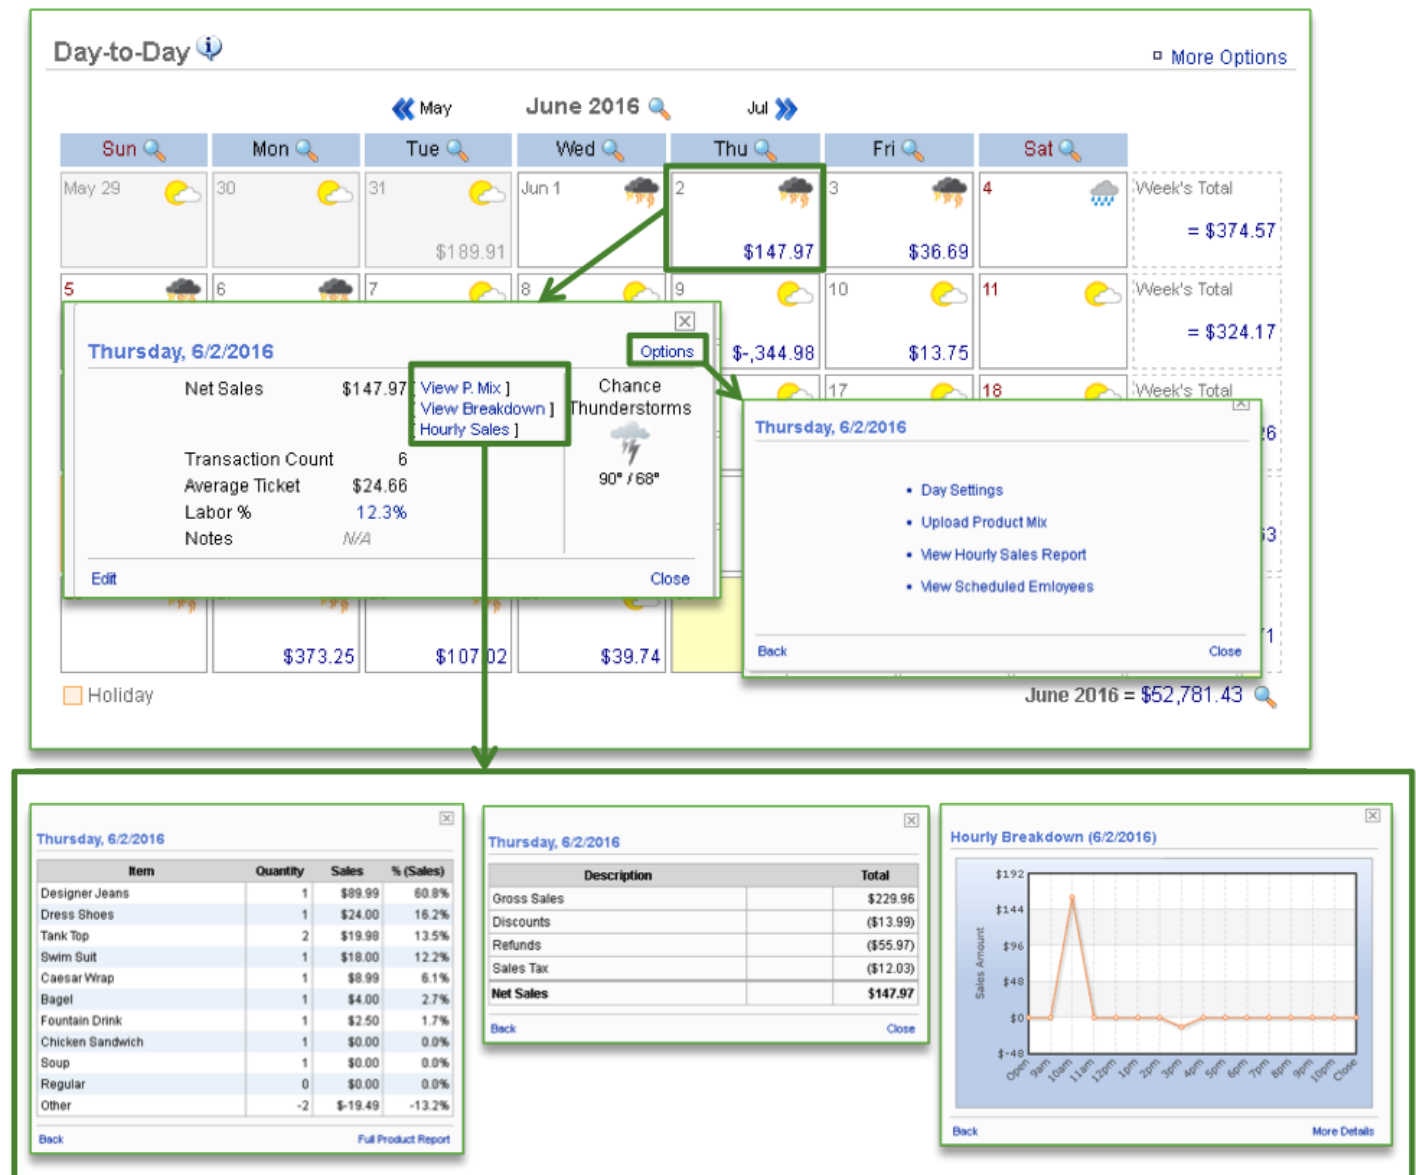 Day-to-Day
More Options
May June 2016 Jul
Sun Mon Tue Wed Thu Fri Sat
May 29 30 31 Jun 1 2 3 4 Week's Total
$189.91 $147.97 $36.69 = $374.57
5 6 7 8 9 10 11 Week's Total
$-,344.98 $13.75 = $324.17
17 18 Week's Total
Thursday, 6/2/2016 Options
Net Sales $147.97 [ View P. Mix ]
[ View Breakdown ]
[ Hourly Sales ]
Transaction Count 6
Average Ticket $24.66
Labor % 12.3%
Notes N/A
Chance
Thunderstorms
90° / 68°
Edit Close
Thursday, 6/2/2016
• Day Settings
• Upload Product Mix
• View Hourly Sales Report
• View Scheduled Emloyees
Back Close
$373.25 $107.02 $39.74
Holiday June 2016 = $52,781.43
Thursday, 6/2/2016
Item Quantity Sales % (Sales)
Designer Jeans 1 $89.99 60.8%
Dress Shoes 1 $24.00 16.2%
Tank Top 2 $19.98 13.5%
Swim Suit 1 $18.00 12.2%
Caesar Wrap 1 $8.99 6.1%
Bagel 1 $4.00 2.7%
Fountain Drink 1 $2.50 1.7%
Chicken Sandwich 1 $0.00 0.0%
Soup 1 $0.00 0.0%
Regular 0 $0.00 0.0%
Other -2 $-19.49 -13.2%
Back Full Product Report
Thursday, 6/2/2016
Description Total
Gross Sales $229.96
Discounts ($13.99)
Refunds ($55.97)
Sales Tax ($12.03)
Net Sales $147.97
Back Close
Hourly Breakdown (6/2/2016)
Sales Amount
$192
$144
$96
$48
$0
$-48
Open 9am 10am 11am 12pm 1pm 2pm 3pm 4pm 5pm 6pm 7pm 8pm 9pm 10pm Close
Back More Details